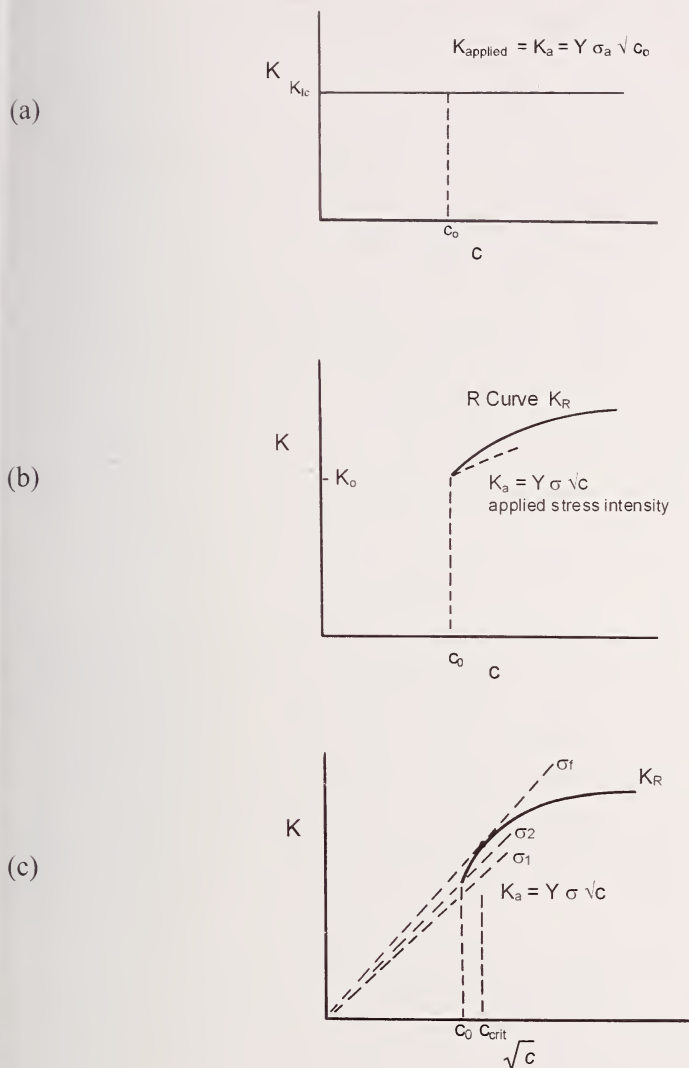 (a)
K_applied = K_a = Y σ_a √ c_o
K
K_Ic
c_o
c
(b)
R Curve K_R
K
K_o
K_a = Y σ √c
applied stress intensity
c_0
c
(c)
σ_f
K_R
K
σ_2
σ_1
K_a = Y σ √c
c_0 c_crit
√c